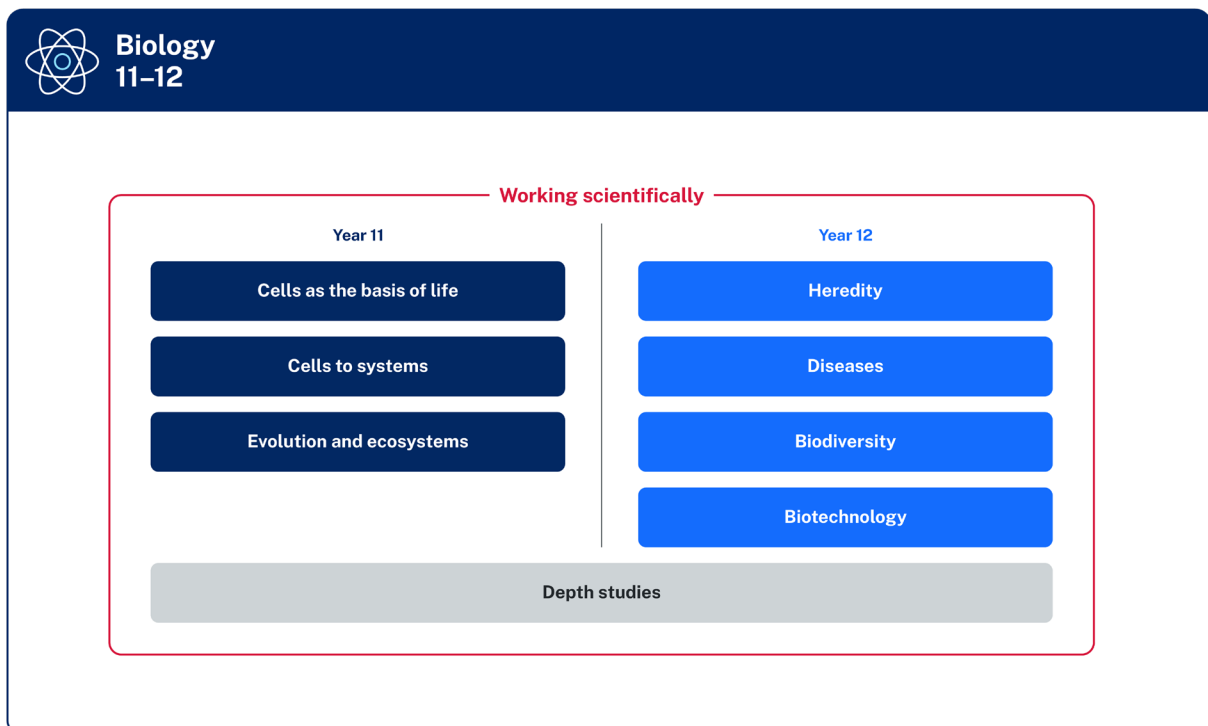 Biology
11–12
Working scientifically
Year 11
Cells as the basis of life
Cells to systems
Evolution and ecosystems
Year 12
Heredity
Diseases
Biodiversity
Biotechnology
Depth studies